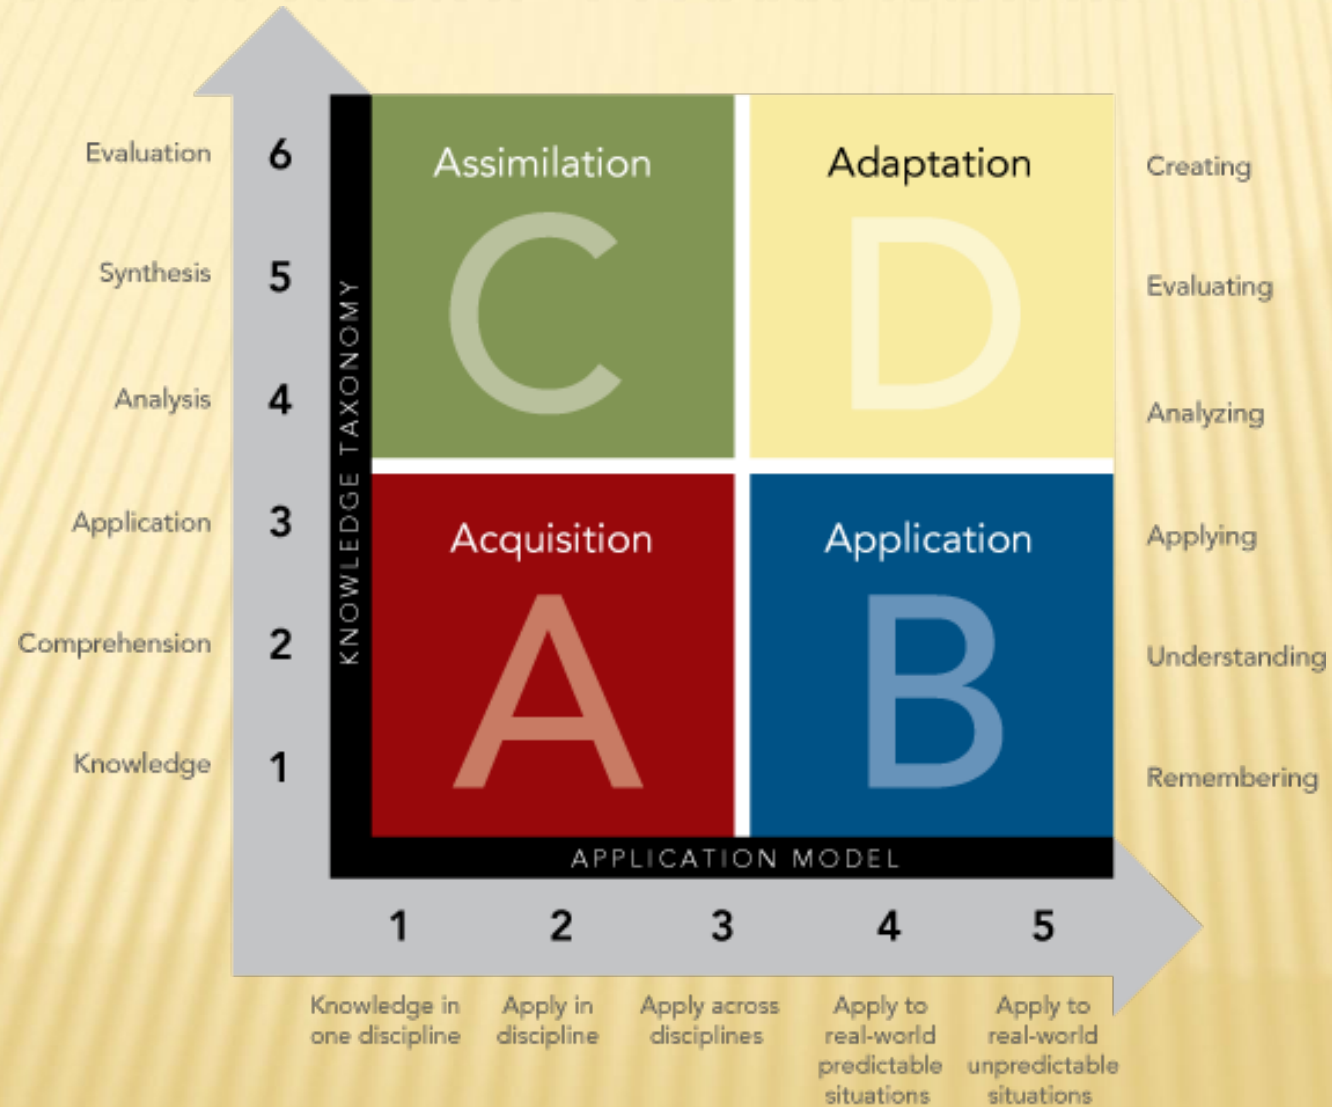 Evaluation
6
Assimilation
Adaptation
Creating
C
D
Synthesis
5
Evaluating
Analysis
4
Analyzing
KNOWLEDGE TAXONOMY
Application
3
Acquisition
Application
Applying
A
B
Comprehension
2
Understanding
Knowledge
1
Remembering
APPLICATION MODEL
1
2
3
4
5
Knowledge in
one discipline
Apply in
discipline
Apply across
disciplines
Apply to
real-world
predictable
situations
Apply to
real-world
unpredictable
situations